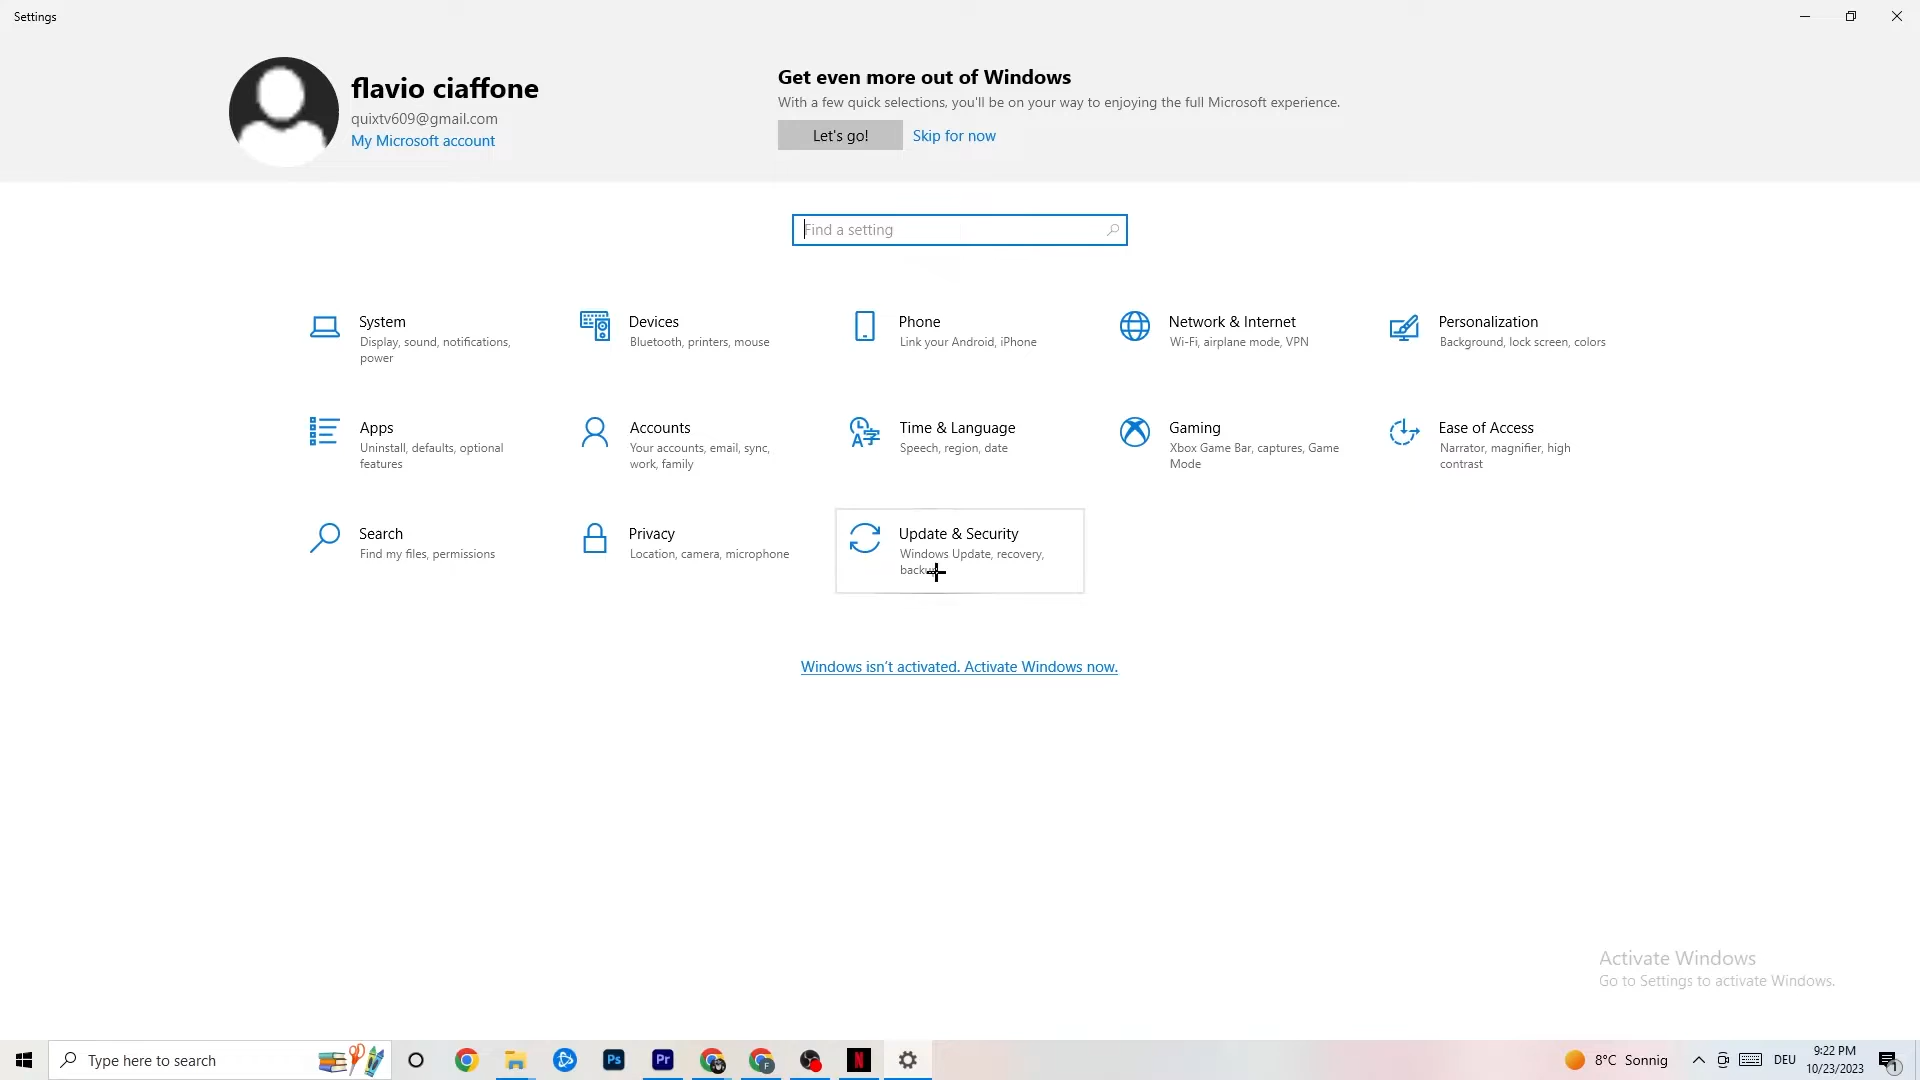 Settings
flavio ciaffone
quixtv609@gmail.com
My Microsoft account
Get even more out of Windows
With a few quick selections, you'll be on your way to enjoying the full Microsoft experience.
Let's go!
Skip for now
Find a setting
System
Display, sound, notifications,
power
Devices
Bluetooth, printers, mouse
Phone
Link your Android, iPhone
Network & Internet
Wi-Fi, airplane mode, VPN
Personalization
Background, lock screen, colors
Apps
Uninstall, defaults, optional
features
Accounts
Your accounts, email, sync,
work, family
Time & Language
Speech, region, date
Gaming
Xbox Game Bar, captures, Game
Mode
Ease of Access
Narrator, magnifier, high
contrast
Search
Find my files, permissions
Privacy
Location, camera, microphone
Update & Security
Windows Update, recovery,
backup
Windows isn't activated. Activate Windows now.
Activate Windows
Go to Settings to activate Windows.
Type here to search
Ps
Pr
F
N
8°C Sonnig
DEU
9:22 PM
10/23/2023
1